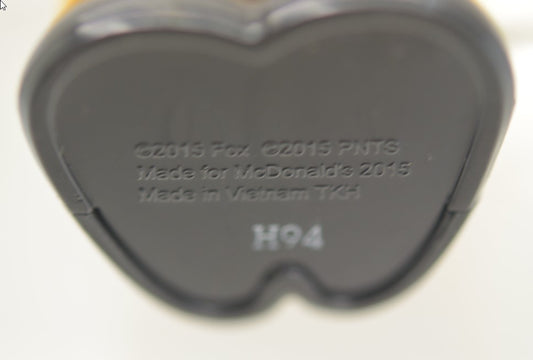 ©2015 Fox ©2015 PNTS
Made for McDonald's 2015
Made in Vietnam TKH
H94